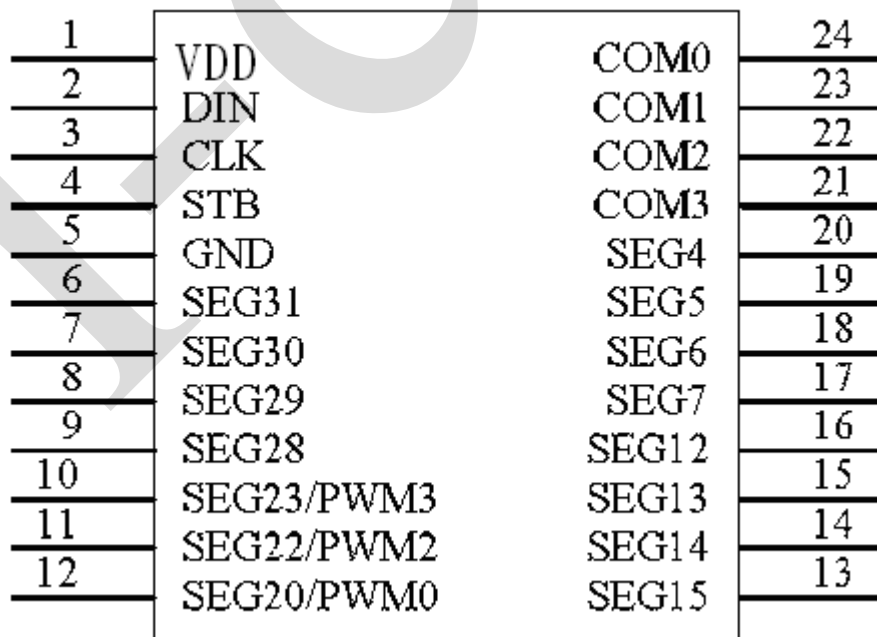 1 VDD COM0 24
2 DIN COM1 23
3 CLK COM2 22
4 STB COM3 21
5 GND SEG4 20
6 SEG31 SEG5 19
7 SEG30 SEG6 18
8 SEG29 SEG7 17
9 SEG28 SEG12 16
10 SEG23/PWM3 SEG13 15
11 SEG22/PWM2 SEG14 14
12 SEG20/PWM0 SEG15 13